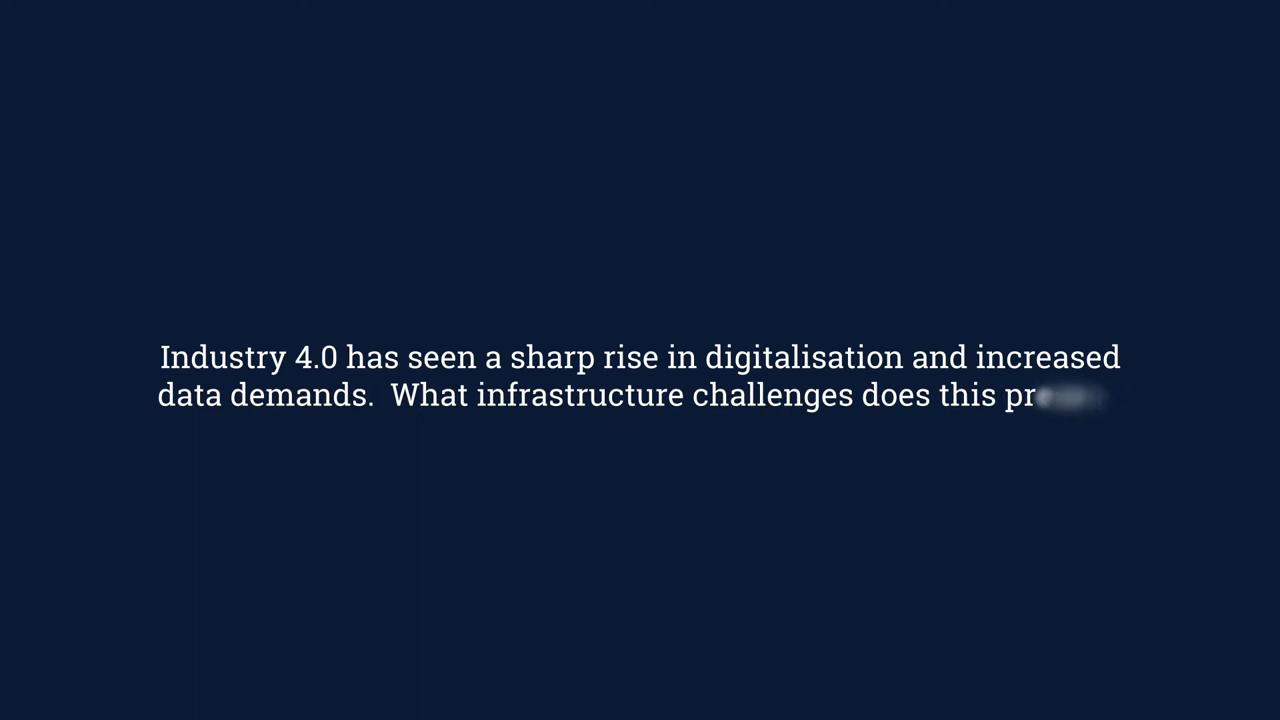 Industry 4.0 has seen a sharp rise in digitalisation and increased
data demands.  What infrastructure challenges does this